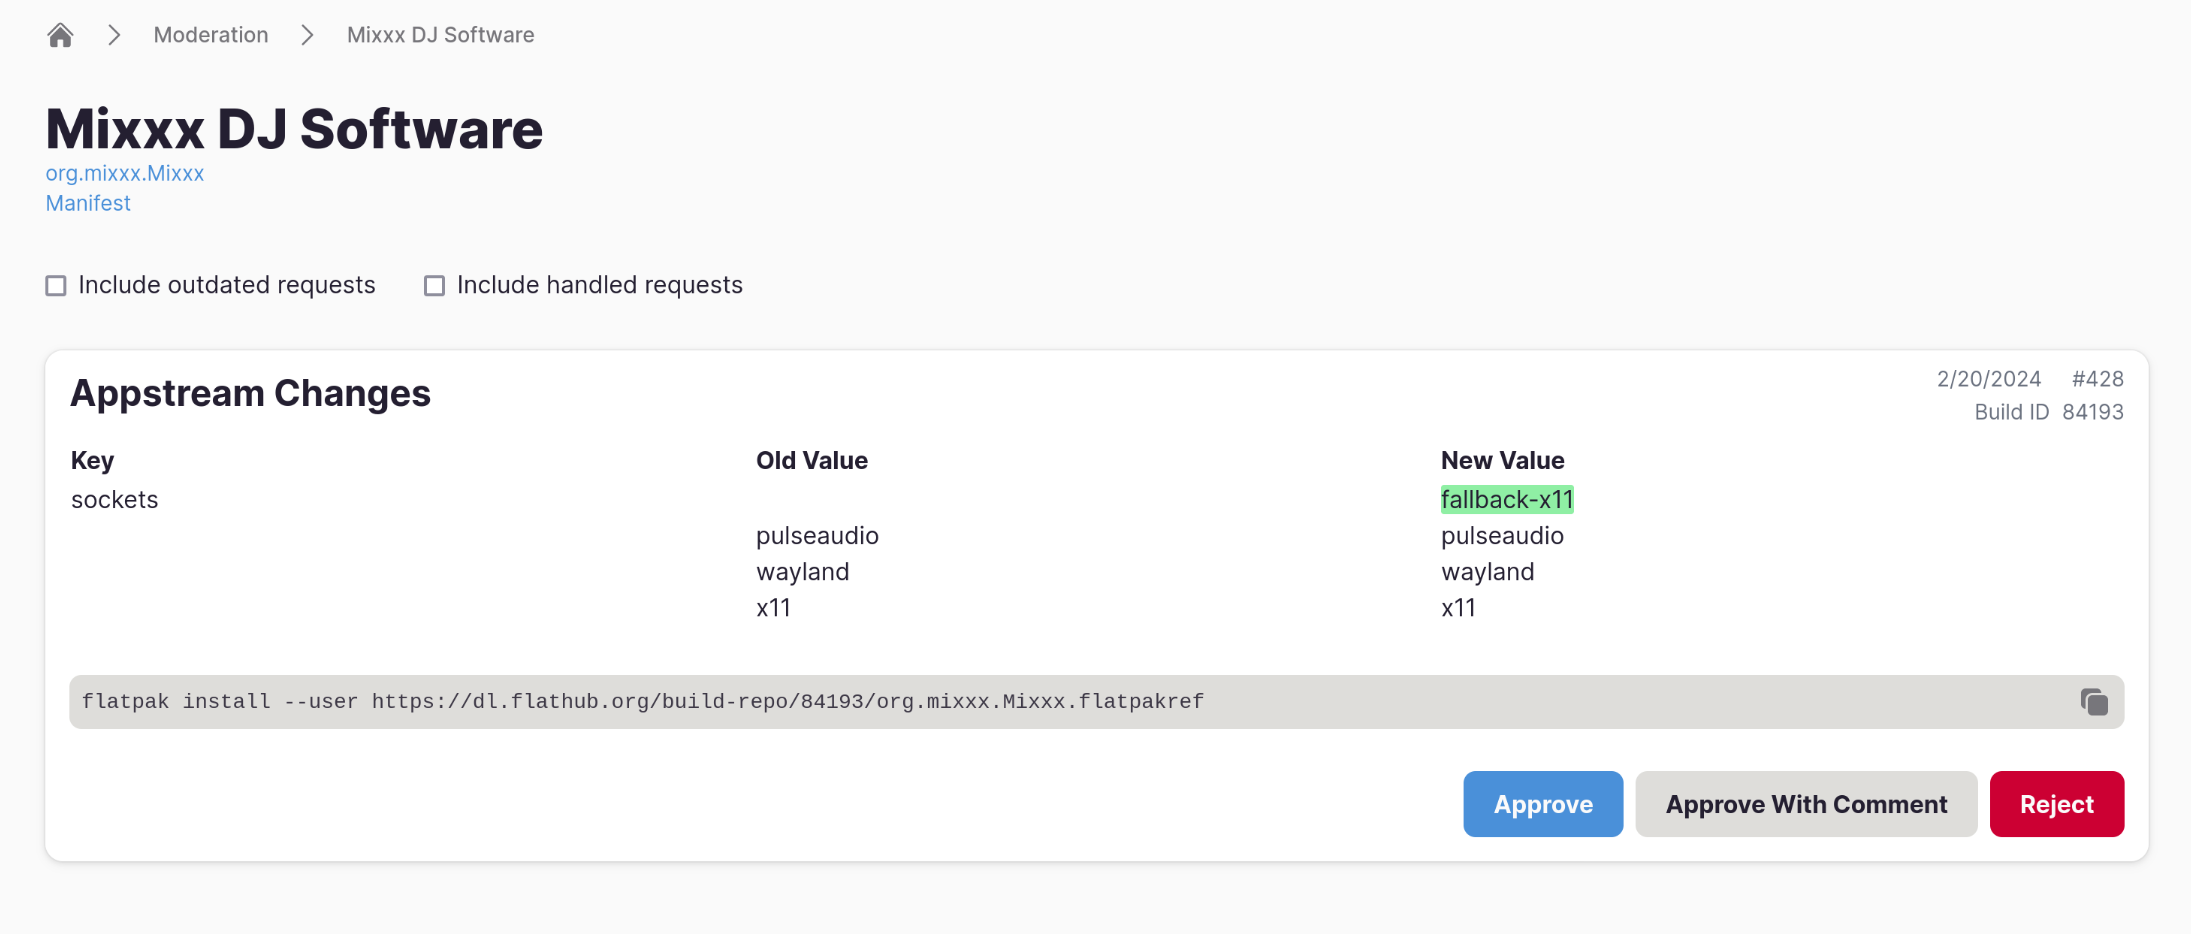 Moderation Mixxx DJ Software
Mixxx DJ Software
org.mixxx.Mixxx
Manifest
Include outdated requests Include handled requests
Appstream Changes 2/20/2024 #428
Build ID 84193
Key Old Value New Value
sockets fallback-x11
pulseaudio pulseaudio
wayland wayland
x11 x11
flatpak install --user https://dl.flathub.org/build-repo/84193/org.mixxx.Mixxx.flatpakref
Approve Approve With Comment Reject